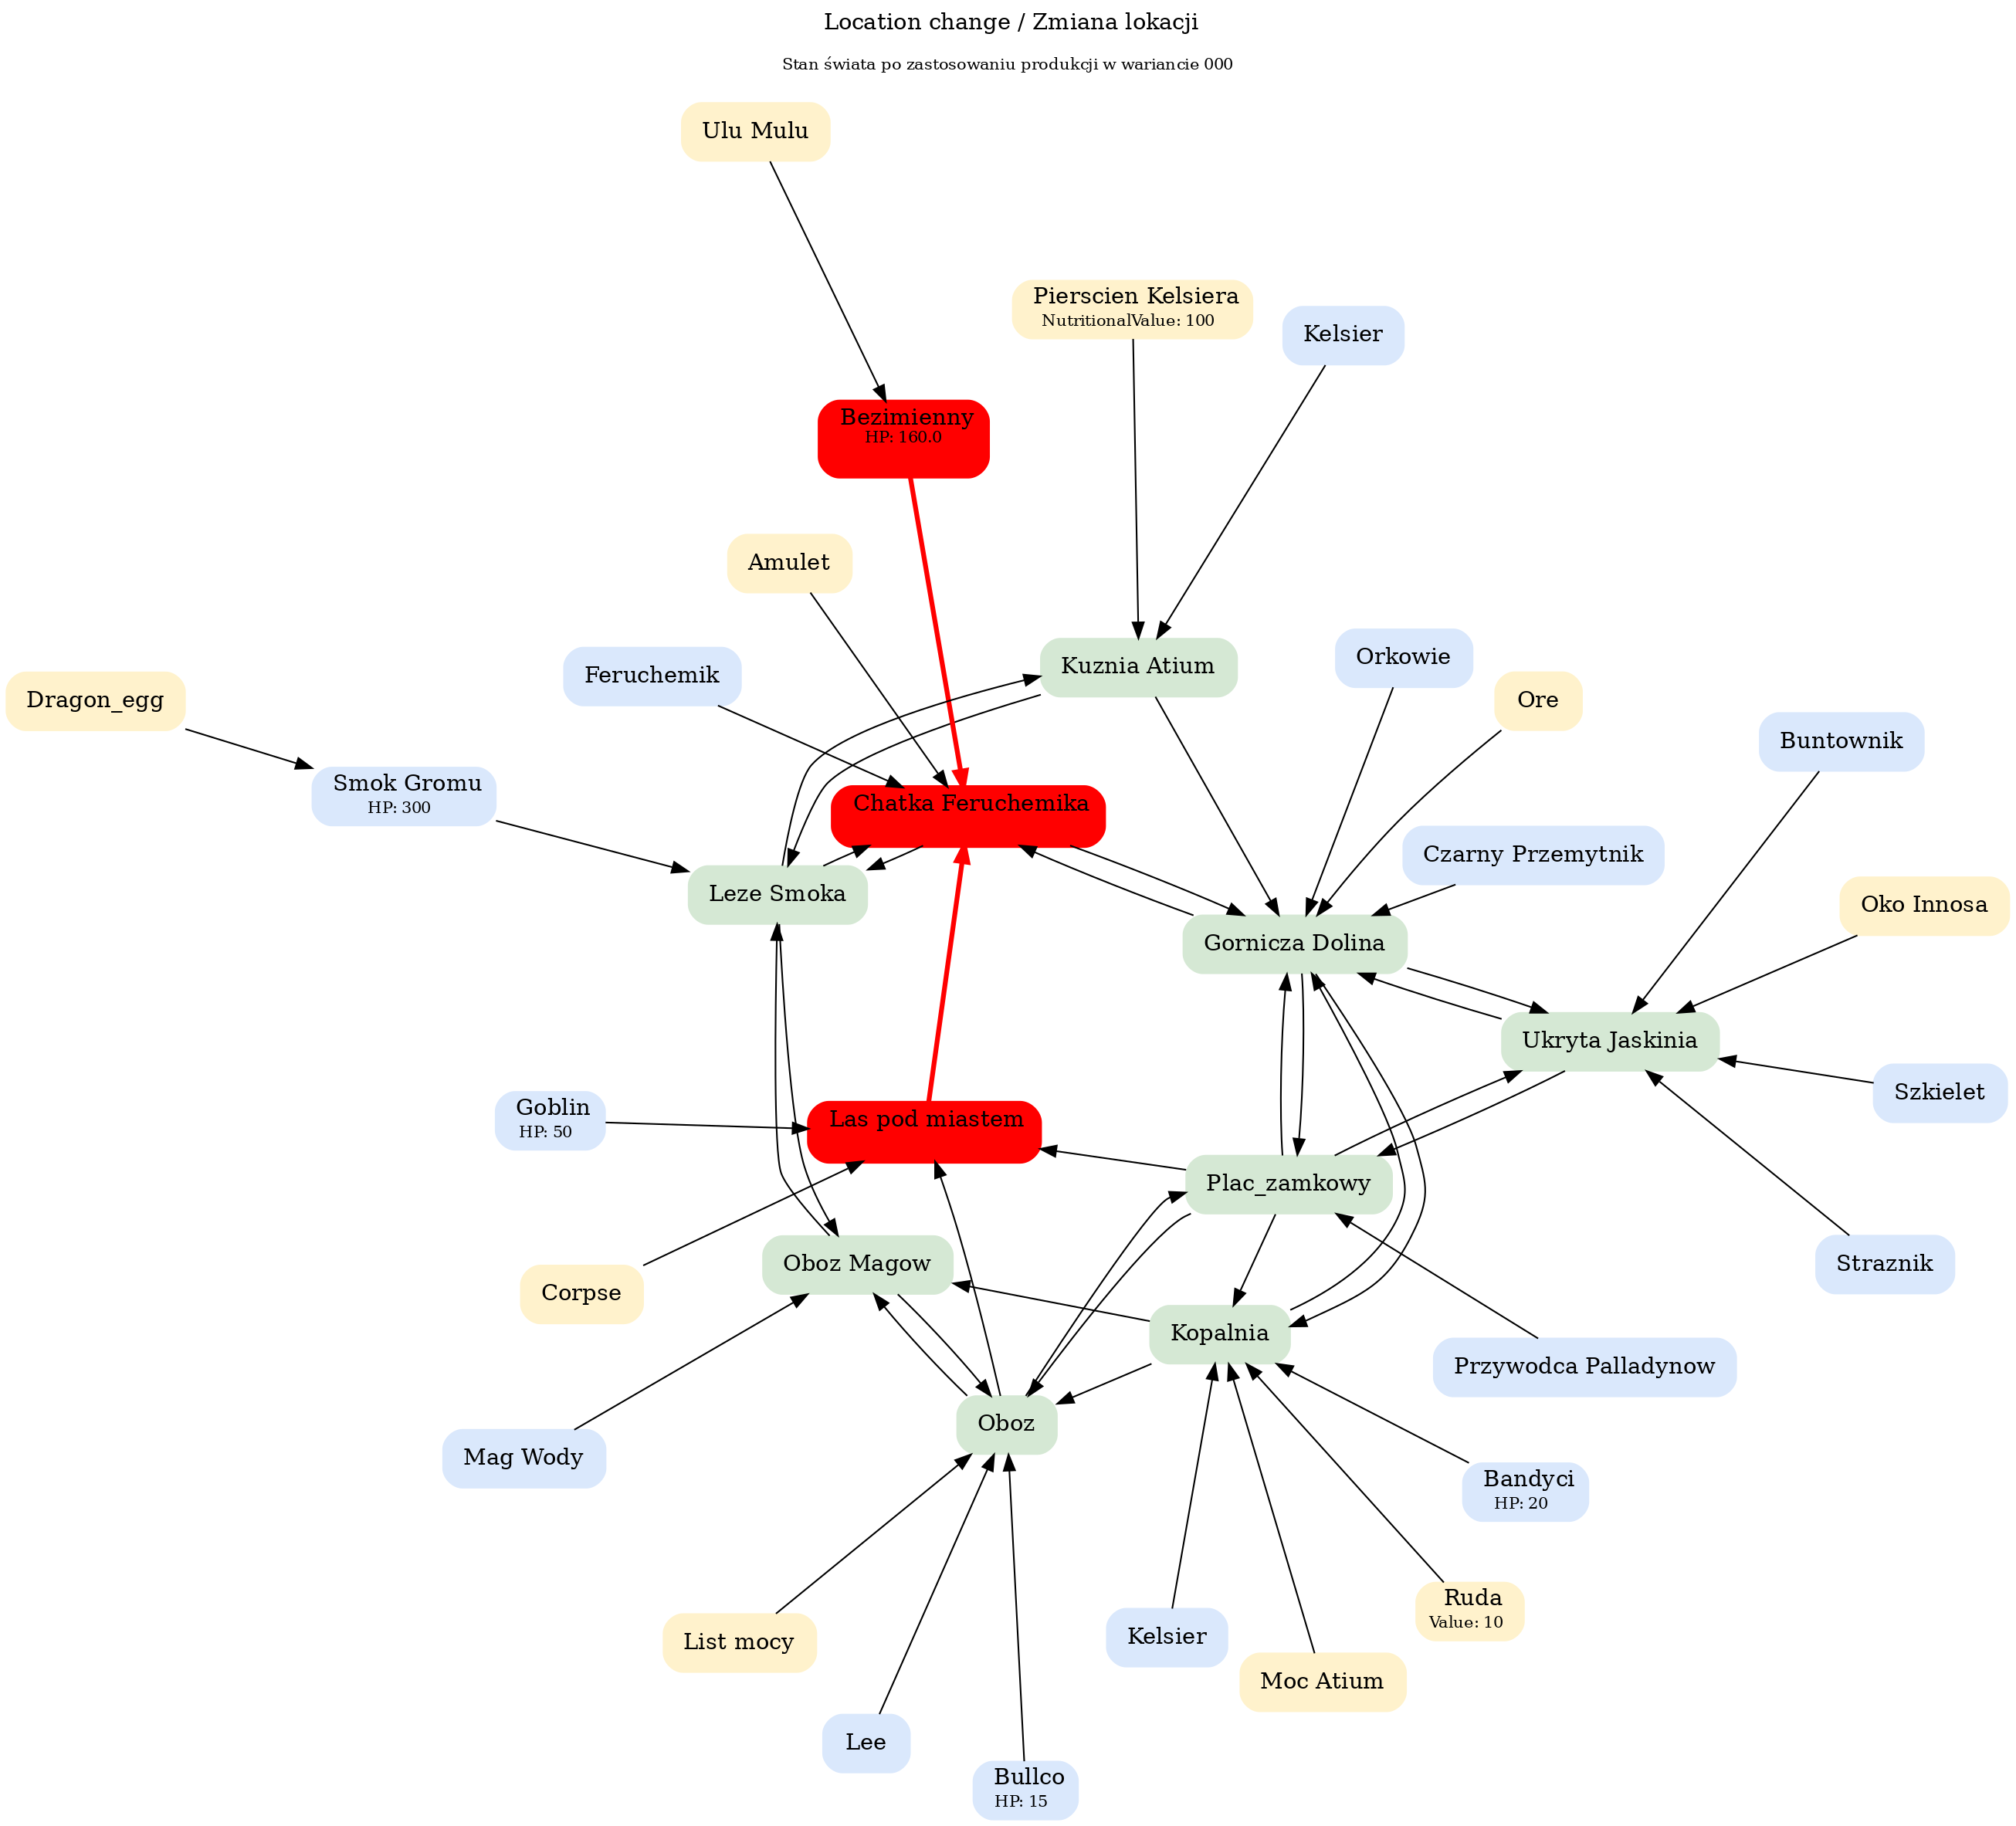 Location change / Zmiana lokacji
Stan świata po zastosowaniu produkcji w wariancie 000
Ulu Mulu
Pierscien Kelsiera
NutritionalValue: 100
Kelsier
Bezimienny
HP: 160.0
Amulet
Feruchemik
Kuznia Atium
Orkowie
Ore
Dragon_egg
Buntownik
Smok Gromu
HP: 300
Chatka Feruchemika
Czarny Przemytnik
Leze Smoka
Oko Innosa
Gornicza Dolina
Ukryta Jaskinia
Szkielet
Goblin
HP: 50
Las pod miastem
Plac_zamkowy
Oboz Magow
Straznik
Corpse
Kopalnia
Przywodca Palladynow
Oboz
Mag Wody
Bandyci
HP: 20
Ruda
Value: 10
Kelsier
List mocy
Moc Atium
Lee
Bullco
HP: 15